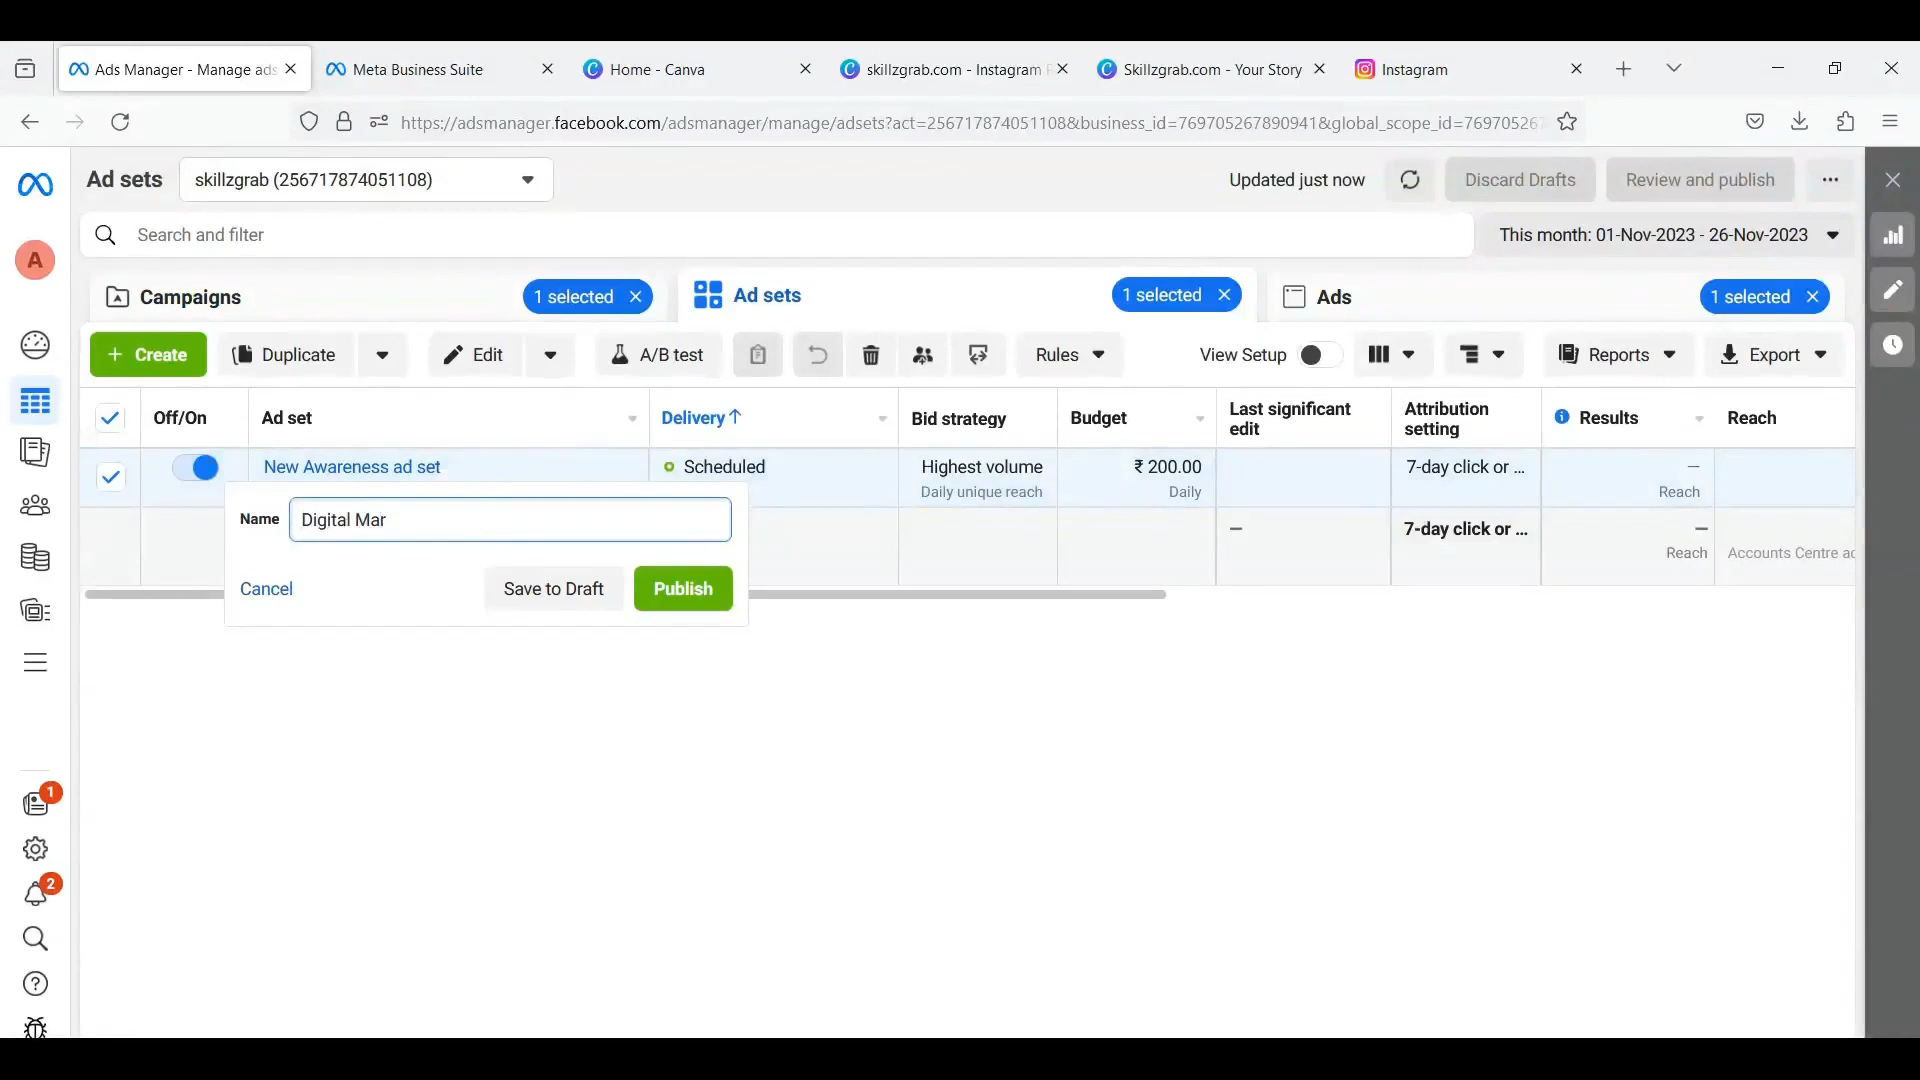 Ads Manager - Manage ads
Meta Business Suite
Home - Canva
skillzgrab.com - Instagram
Skillzgrab.com - Your Story
Instagram
https://adsmanager.facebook.com/adsmanager/manage/adsets?act=256717874051108&business_id=769705267890941&global_scope_id=76970526
Ad sets
skillzgrab (256717874051108)
Updated just now
Discard Drafts
Review and publish
A
Search and filter
This month: 01-Nov-2023 - 26-Nov-2023
Campaigns
1 selected
Ad sets
1 selected
Ads
1 selected
+ Create
Duplicate
Edit
A/B test
Rules
View Setup
Reports
Export
Off/On
Ad set
Delivery ↑
Bid strategy
Budget
Last significant
edit
Attribution
setting
Results
Reach
New Awareness ad set
Scheduled
Highest volume
Daily unique reach
₹ 200.00
Daily
7-day click or ...
—
Reach
Name
Digital Mar
Cancel
Save to Draft
Publish
—
7-day click or ...
—
Reach
Accounts Centre ac
1
2